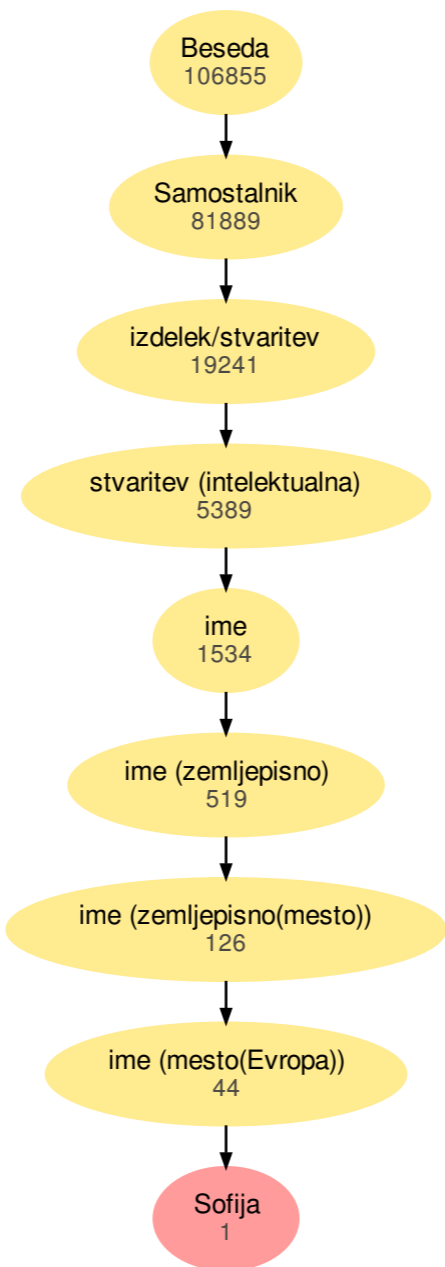 Beseda
106855
Samostalnik
81889
izdelek/stvaritev
19241
stvaritev (intelektualna)
5389
ime
1534
ime (zemljepisno)
519
ime (zemljepisno(mesto))
126
ime (mesto(Evropa))
44
Sofija
1